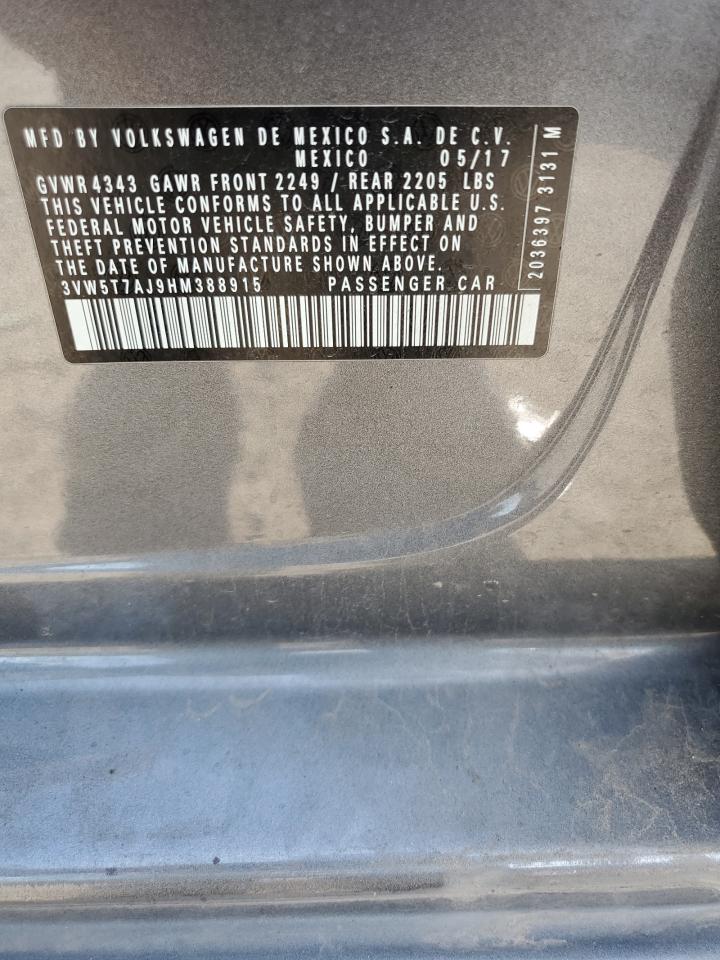 MFD BY VOLKSWAGEN DE MEXICO S.A. DE C.V.
MEXICO 05/17
GVWR 4343 GAWR FRONT 2249 / REAR 2205 LBS
THIS VEHICLE CONFORMS TO ALL APPLICABLE U.S.
FEDERAL MOTOR VEHICLE SAFETY, BUMPER AND
THEFT PREVENTION STANDARDS IN EFFECT ON
THE DATE OF MANUFACTURE SHOWN ABOVE.
3VW5T7AJ9HM388915 PASSENGER CAR
2036397 3131 M